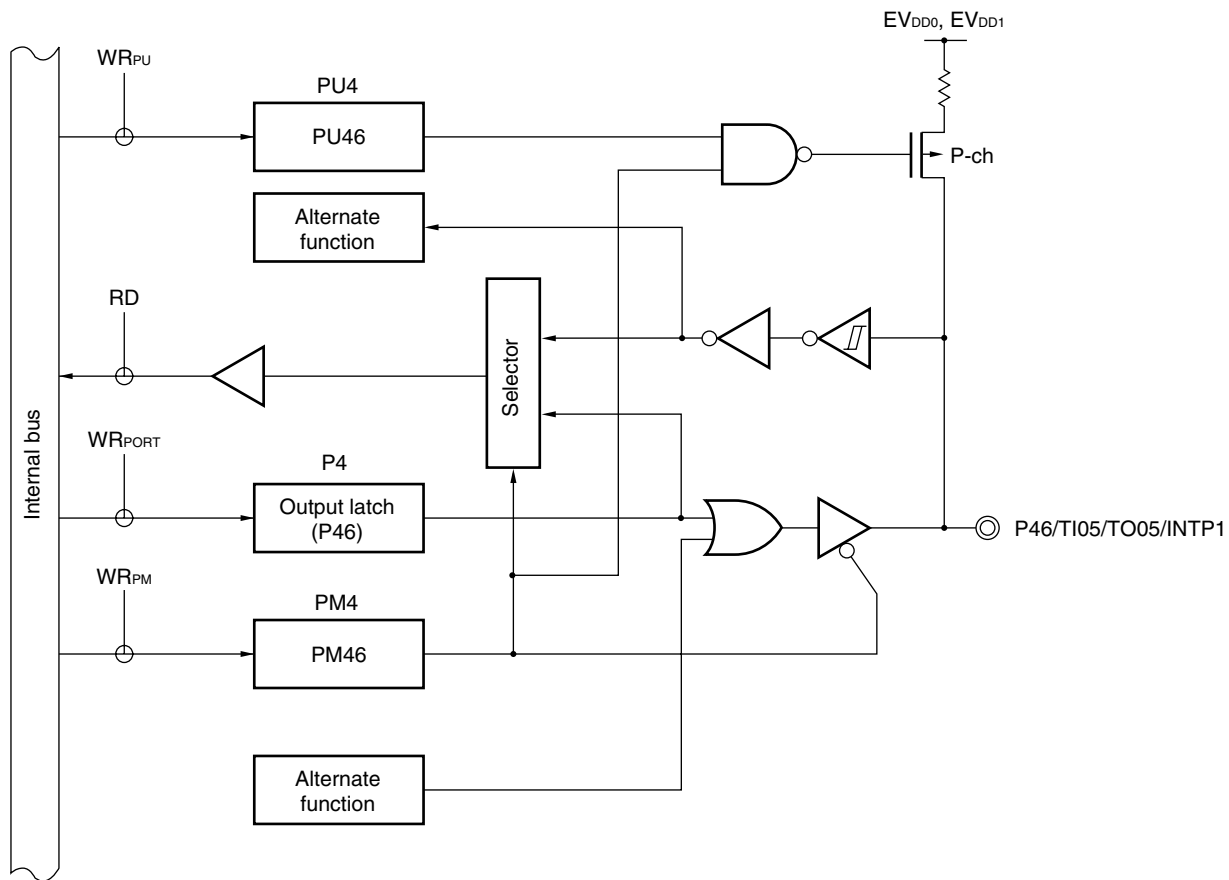 EVDD0, EVDD1
WRPU
PU4
PU46
P-ch
Alternate
function
RD
Selector
Internal bus
WRPORT
P4
Output latch
(P46)
P46/TI05/TO05/INTP1
WRPM
PM4
PM46
Alternate
function